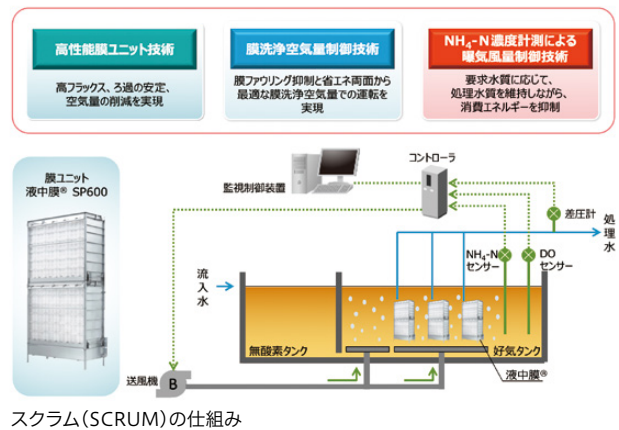 高性能膜ユニット技術
高フラックス、ろ過の安定、
空気量の削減を実現
膜洗浄空気量制御技術
膜ファウリング抑制と省エネ両面から
最適な膜洗浄空気量での運転を
実現
NH₄-N濃度計測による
曝気風量制御技術
要求水質に応じて、
処理水質を維持しながら、
消費エネルギーを抑制
膜ユニット
液中膜® SP600
監視制御装置
コントローラ
差圧計
処理水
NH₄-N
センサー
DO
センサー
流入水
無酸素タンク
好気タンク
液中膜®
送風機
B
スクラム(SCRUM)の仕組み